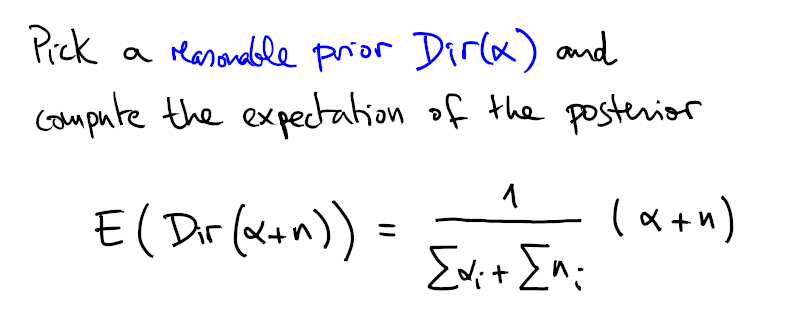 Pick a reasonable prior Dir(α) and
compute the expectation of the posterior
E ( Dir (α+n)) = 1 / (∑αᵢ + ∑nᵢ) (α+n)